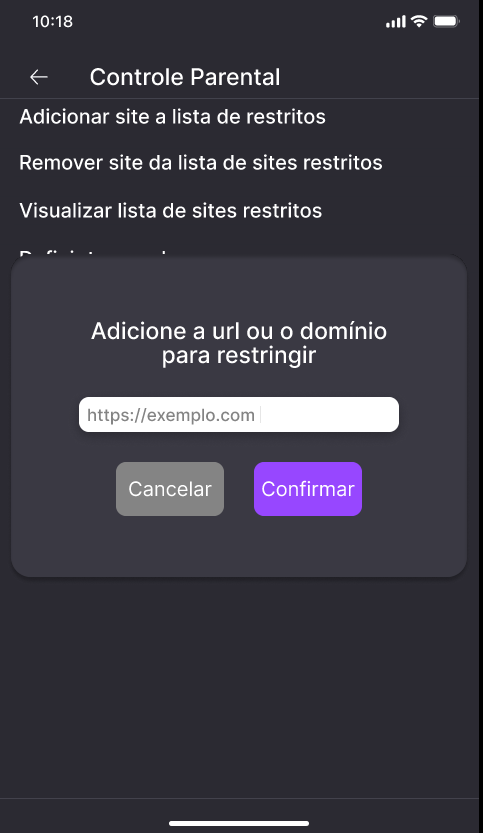 10:18
Controle Parental
Adicionar site a lista de restritos
Remover site da lista de sites restritos
Visualizar lista de sites restritos
Adicione a url ou o domínio
para restringir
https://exemplo.com
Cancelar
Confirmar